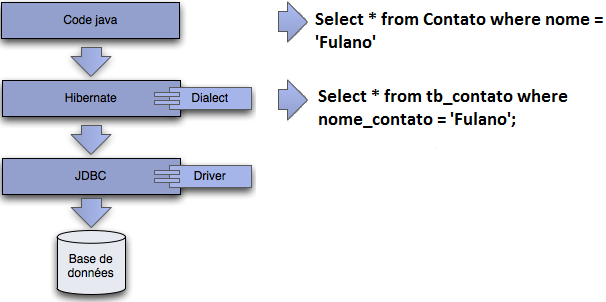 Code java
Select * from Contato where nome =
'Fulano'
Hibernate
Dialect
Select * from tb_contato where
nome_contato = 'Fulano';
JDBC
Driver
Base de
données